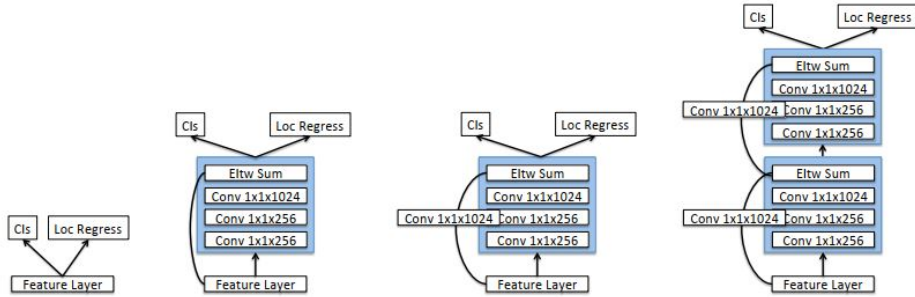 Cls
Loc Regress
Feature Layer
Cls
Loc Regress
Eltw Sum
Conv 1x1x1024
Conv 1x1x256
Conv 1x1x256
Feature Layer
Cls
Loc Regress
Eltw Sum
Conv 1x1x1024
Conv 1x1x1024
Conv 1x1x256
Conv 1x1x256
Feature Layer
Cls
Loc Regress
Eltw Sum
Conv 1x1x1024
Conv 1x1x1024
Conv 1x1x256
Conv 1x1x256
Eltw Sum
Conv 1x1x1024
Conv 1x1x1024
Conv 1x1x256
Conv 1x1x256
Feature Layer